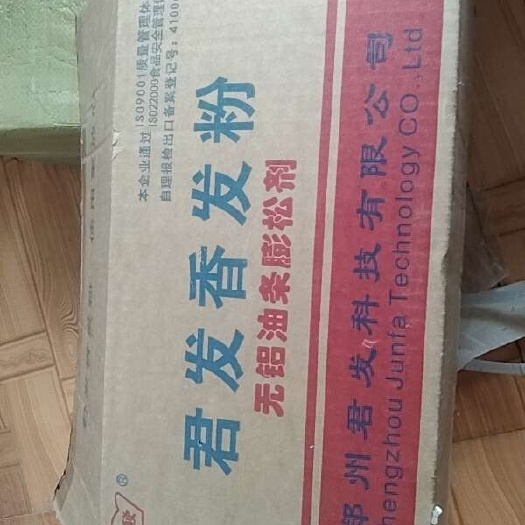 本企业通过ISO9001质量管理体
ISO22000食品安全管理
自理报检出口备案登记号：4100
君发香发粉
无铝油条膨松剂
郑州君发科技有限公司
hengzhou Junfa Technology CO.,Ltd
®